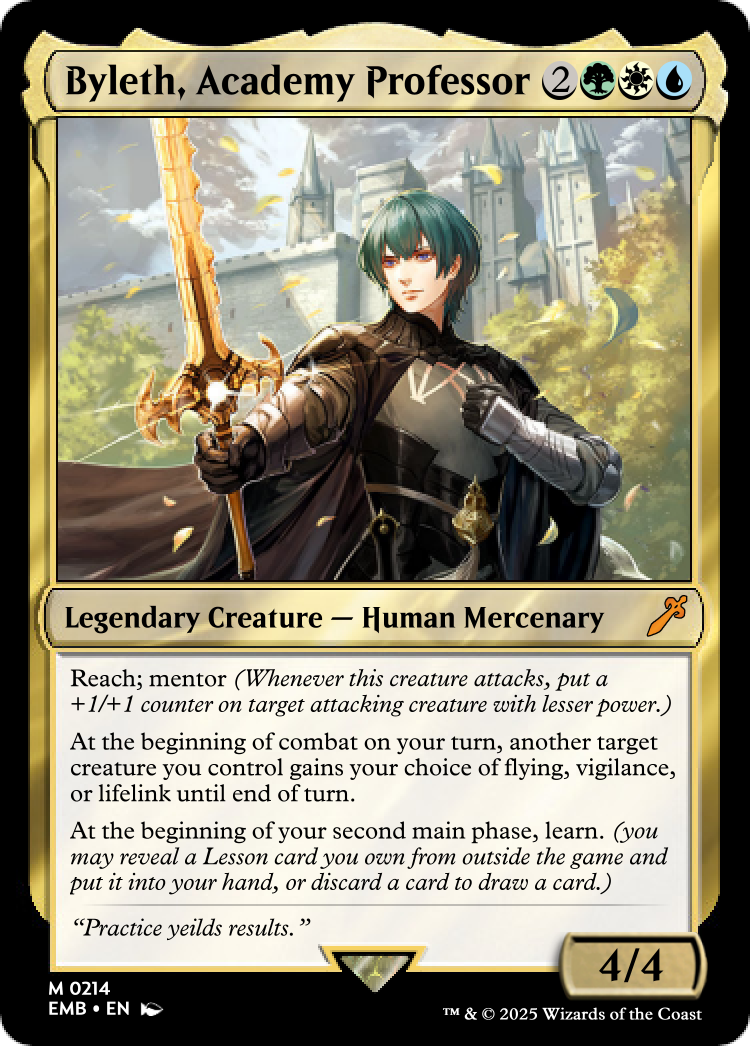 Byleth, Academy Professor 2
Legendary Creature — Human Mercenary
Reach; mentor (Whenever this creature attacks, put a
+1/+1 counter on target attacking creature with lesser power.)
At the beginning of combat on your turn, another target
creature you control gains your choice of flying, vigilance,
or lifelink until end of turn.
At the beginning of your second main phase, learn. (you
may reveal a Lesson card you own from outside the game and
put it into your hand, or discard a card to draw a card.)
“Practice yeilds results.”
4/4
M 0214
EMB • EN
™ & © 2025 Wizards of the Coast